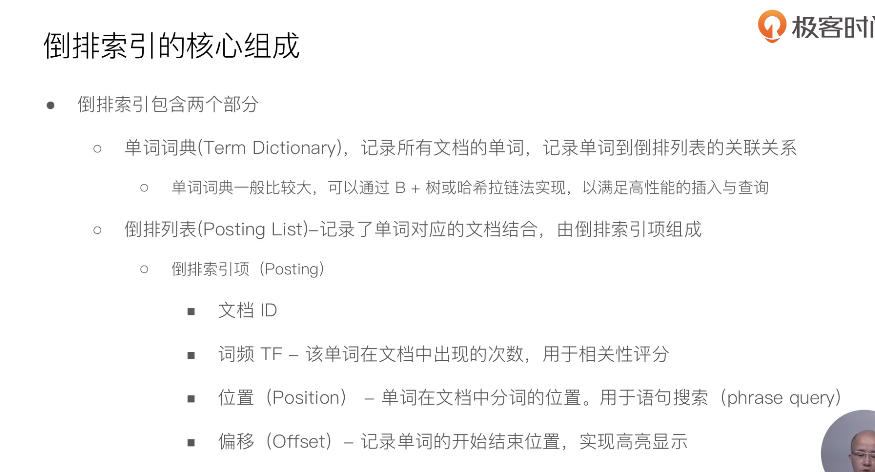 极客时间
倒排索引的核心组成
倒排索引包含两个部分
单词词典(Term Dictionary)，记录所有文档的单词，记录单词到倒排列表的关联关系
单词词典一般比较大，可以通过 B + 树或哈希拉链法实现，以满足高性能的插入与查询
倒排列表(Posting List)–记录了单词对应的文档结合，由倒排索引项组成
倒排索引项（Posting）
文档 ID
词频 TF – 该单词在文档中出现的次数，用于相关性评分
位置（Position） – 单词在文档中分词的位置。用于语句搜索（phrase query）
偏移（Offset）– 记录单词的开始结束位置，实现高亮显示